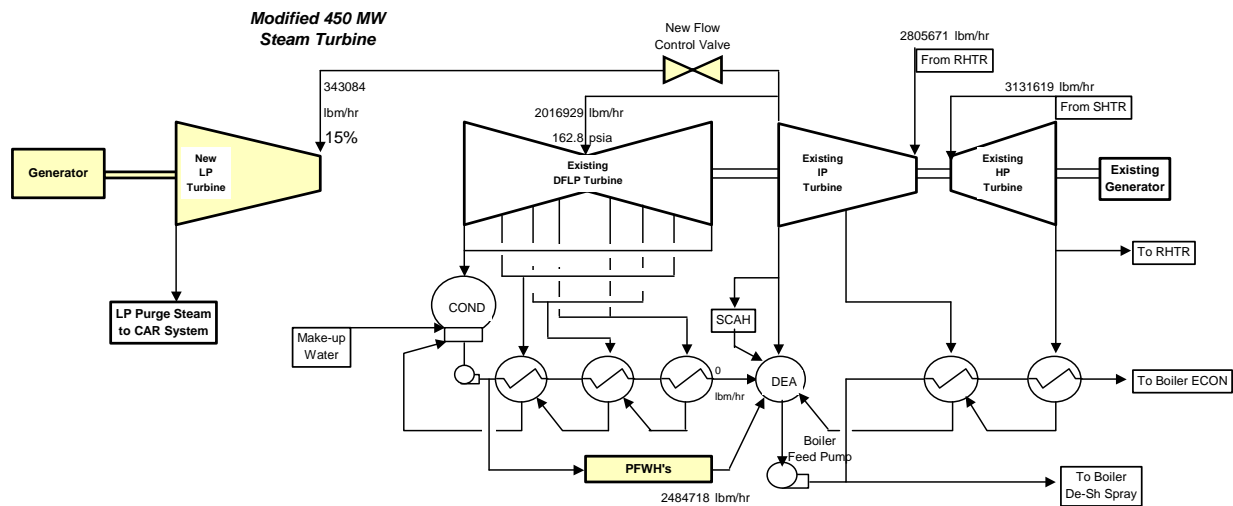 Modified 450 MW
Steam Turbine
New Flow
Control Valve
2805671 lbm/hr
From RHTR
343084
lbm/hr
15%
2016929 lbm/hr
162.8 psia
3131619 lbm/hr
From SHTR
Generator
New
LP
Turbine
Existing
DFLP Turbine
Existing
IP
Turbine
Existing
HP
Turbine
Existing
Generator
To RHTR
LP Purge Steam
to CAR System
COND
SCAH
Make-up
Water
0
lbm/hr
DEA
To Boiler ECON
Boiler
Feed Pump
PFWH's
2484718 lbm/hr
To Boiler
De-Sh Spray